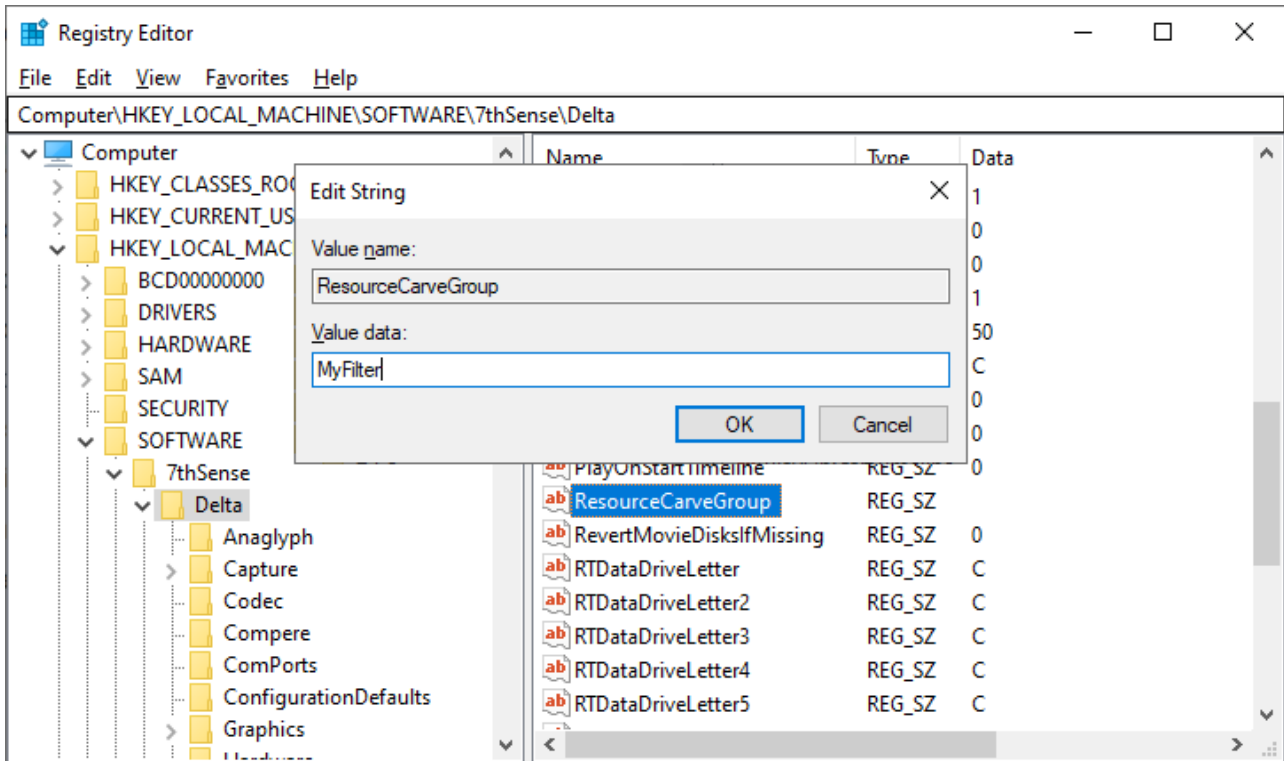 Registry Editor
File Edit View Favorites Help
Computer\HKEY_LOCAL_MACHINE\SOFTWARE\7thSense\Delta
Computer
HKEY_CLASSES_ROO
HKEY_CURRENT_US
HKEY_LOCAL_MAC
BCD00000000
DRIVERS
HARDWARE
SAM
SECURITY
SOFTWARE
7thSense
Delta
Anaglyph
Capture
Codec
Compere
ComPorts
ConfigurationDefaults
Graphics
Hardware
Name Type Data
1
0
0
1
50
C
0
0
PlayOnStartTimeline REG_SZ 0
ResourceCarveGroup REG_SZ
RevertMovieDisksIfMissing REG_SZ 0
RTDataDriveLetter REG_SZ C
RTDataDriveLetter2 REG_SZ C
RTDataDriveLetter3 REG_SZ C
RTDataDriveLetter4 REG_SZ C
RTDataDriveLetter5 REG_SZ C
Edit String
Value name:
ResourceCarveGroup
Value data:
MyFilter
OK Cancel